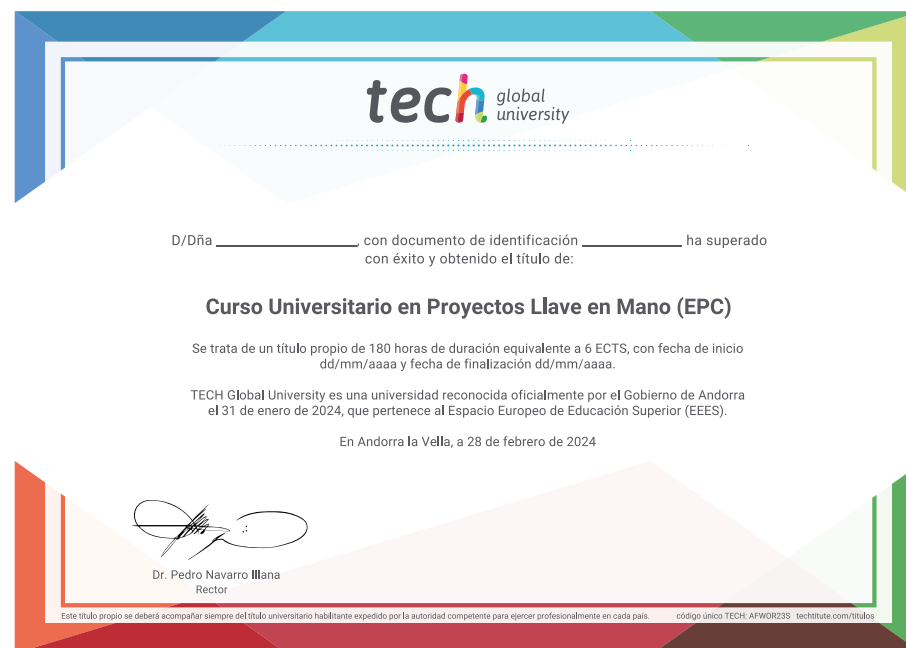 tech global university
D/Dña ____________________, con documento de identificación ______________ ha superado
con éxito y obtenido el título de:
Curso Universitario en Proyectos Llave en Mano (EPC)
Se trata de un título propio de 180 horas de duración equivalente a 6 ECTS, con fecha de inicio
dd/mm/aaaa y fecha de finalización dd/mm/aaaa.
TECH Global University es una universidad reconocida oficialmente por el Gobierno de Andorra
el 31 de enero de 2024, que pertenece al Espacio Europeo de Educación Superior (EEES).
En Andorra la Vella, a 28 de febrero de 2024
Dr. Pedro Navarro Illana
Rector
Este título propio se deberá acompañar siempre del título universitario habilitante expedido por la autoridad competente para ejercer profesionalmente en cada país. código único TECH: AFWOR23S techtitute.com/titulos